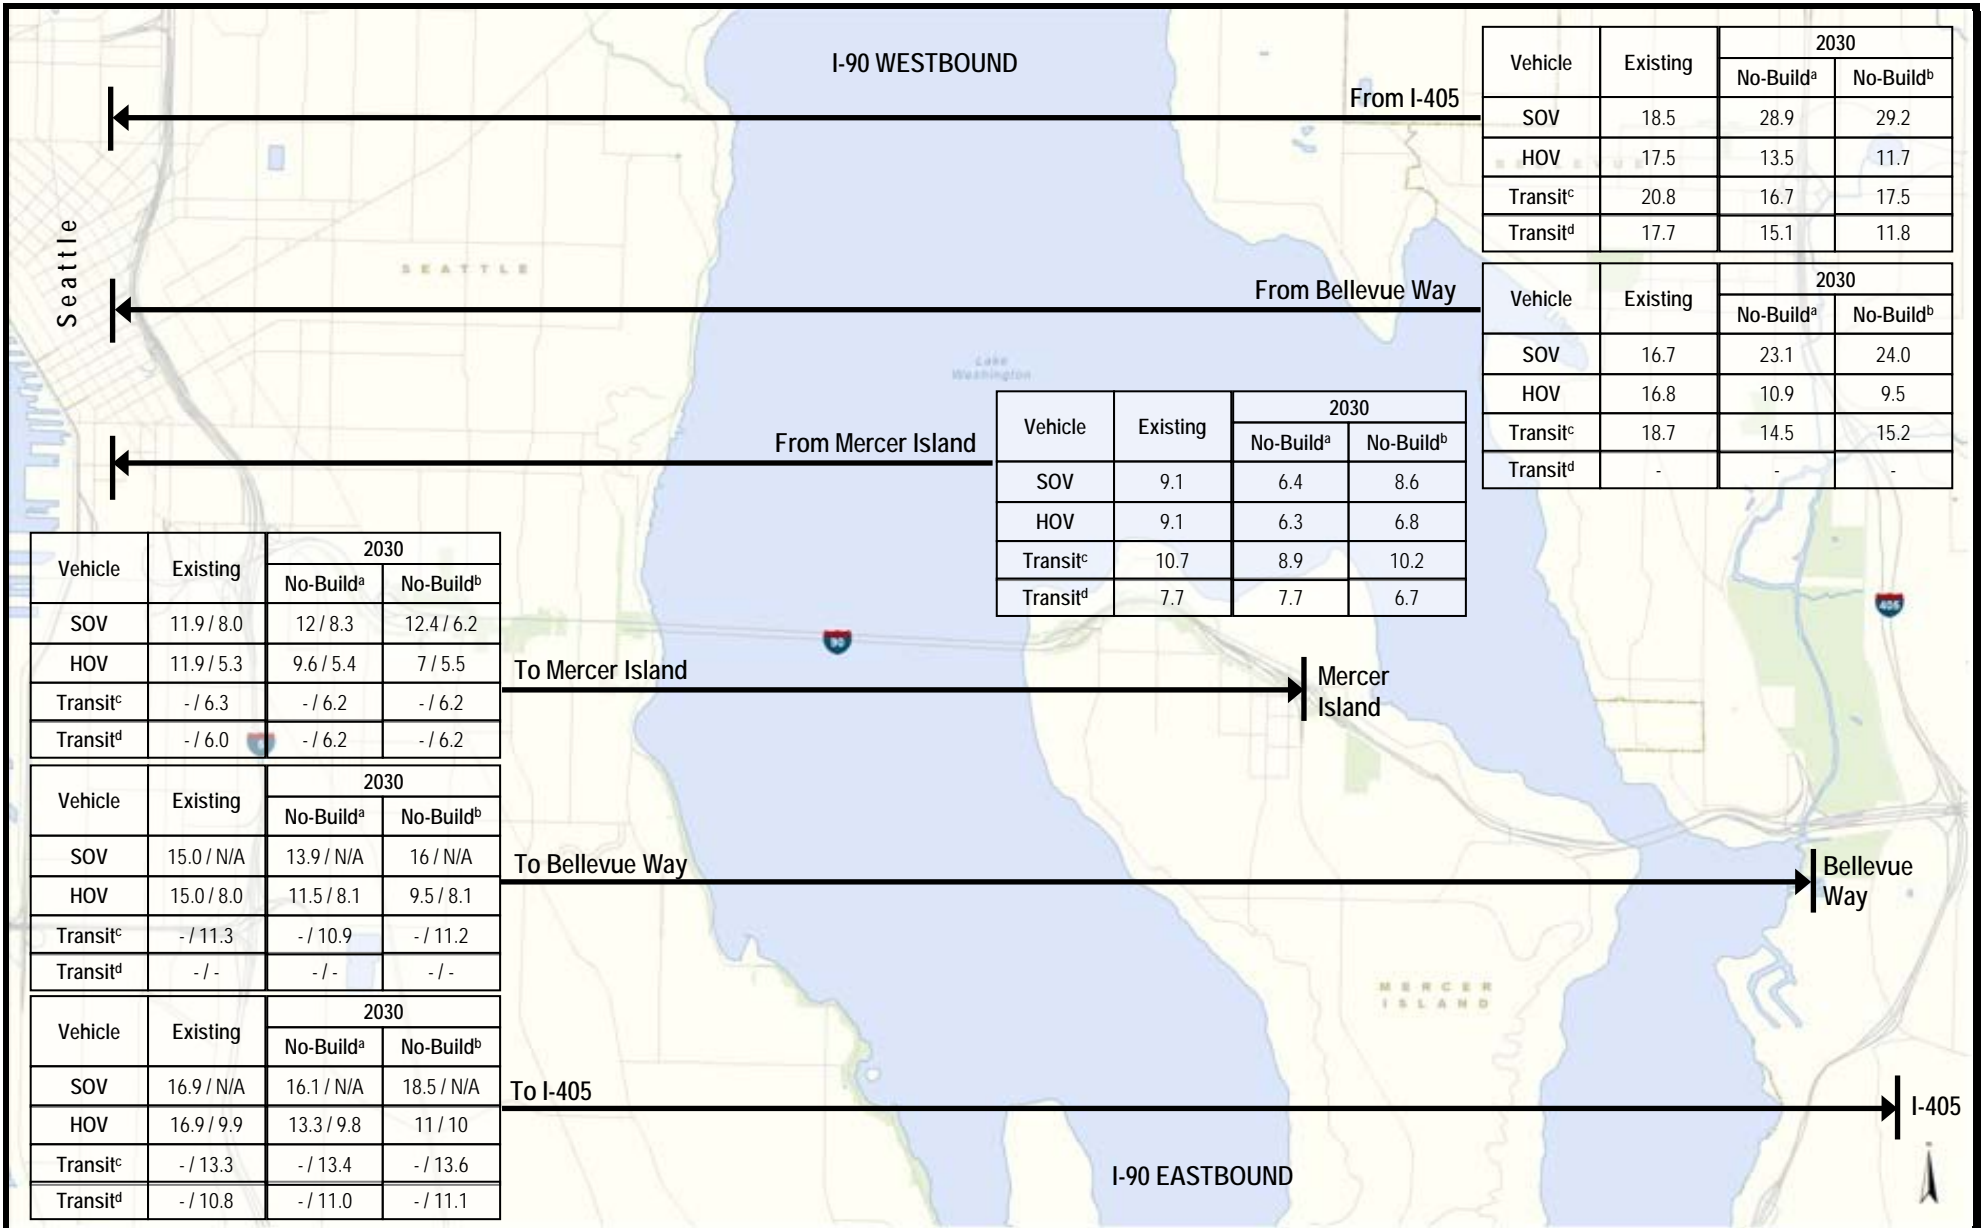 I-90 WESTBOUND
From I-405
Vehicle Existing 2030
No-Buildᵃ No-Buildᵇ
SOV 18.5 28.9 29.2
HOV 17.5 13.5 11.7
Transitᶜ 20.8 16.7 17.5
Transitᵈ 17.7 15.1 11.8
BELLEVUE
Seattle
SEATTLE
From Bellevue Way
Vehicle Existing 2030
No-Buildᵃ No-Buildᵇ
SOV 16.7 23.1 24.0
HOV 16.8 10.9 9.5
Transitᶜ 18.7 14.5 15.2
Transitᵈ - - -
Lake
Washington
From Mercer Island
Vehicle Existing 2030
No-Buildᵃ No-Buildᵇ
SOV 9.1 6.4 8.6
HOV 9.1 6.3 6.8
Transitᶜ 10.7 8.9 10.2
Transitᵈ 7.7 7.7 6.7
405
90
Vehicle Existing 2030
No-Buildᵃ No-Buildᵇ
SOV 11.9 / 8.0 12 / 8.3 12.4 / 6.2
HOV 11.9 / 5.3 9.6 / 5.4 7 / 5.5
Transitᶜ - / 6.3 - / 6.2 - / 6.2
Transitᵈ - / 6.0 - / 6.2 - / 6.2
To Mercer Island
Mercer
Island
Vehicle Existing 2030
No-Buildᵃ No-Buildᵇ
SOV 15.0 / N/A 13.9 / N/A 16 / N/A
HOV 15.0 / 8.0 11.5 / 8.1 9.5 / 8.1
Transitᶜ - / 11.3 - / 10.9 - / 11.2
Transitᵈ - / - - / - - / -
To Bellevue Way
Bellevue
Way
MERCER
ISLAND
Vehicle Existing 2030
No-Buildᵃ No-Buildᵇ
SOV 16.9 / N/A 16.1 / N/A 18.5 / N/A
HOV 16.9 / 9.9 13.3 / 9.8 11 / 10
Transitᶜ - / 13.3 - / 13.4 - / 13.6
Transitᵈ - / 10.8 - / 11.0 - / 11.1
To I-405
I-405
I-90 EASTBOUND